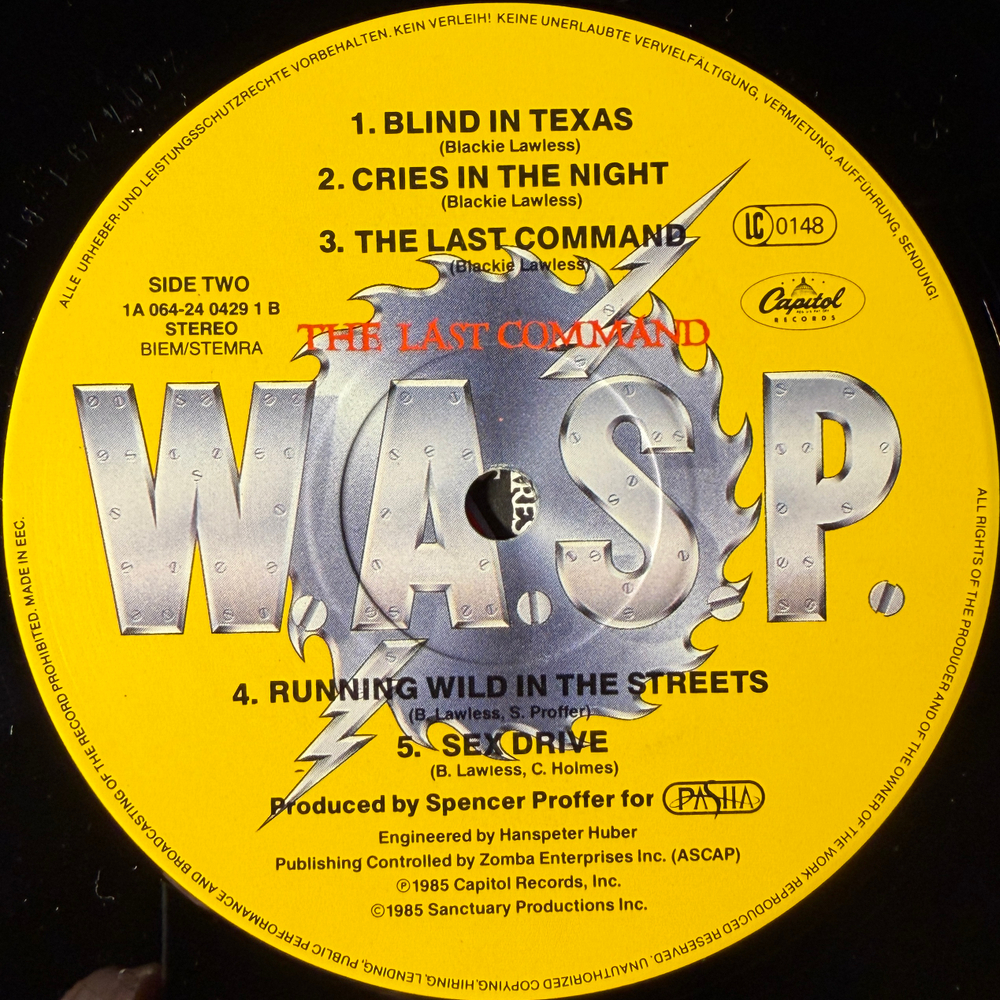 ALLE URHEBER- UND LEISTUNGSSCHUTZRECHTE VORBEHALTEN. KEIN VERLEIH! KEINE UNERLAUBTE VERVIELFÄLTIGUNG, VERMIETUNG, AUFFÜHRUNG, SENDUNG!
1. BLIND IN TEXAS
(Blackie Lawless)
2. CRIES IN THE NIGHT
(Blackie Lawless)
3. THE LAST COMMAND
(Blackie Lawless)
LC 0148
SIDE TWO
1A 064-24 0429 1 B
STEREO
BIEM/STEMRA
Capitol
RECORDS
THE LAST COMMAND
W.A.S.P.
4. RUNNING WILD IN THE STREETS
(B. Lawless, S. Proffer)
5. SEX DRIVE
(B. Lawless, C. Holmes)
Produced by Spencer Proffer for PASHA
Engineered by Hanspeter Huber
Publishing Controlled by Zomba Enterprises Inc. (ASCAP)
℗1985 Capitol Records, Inc.
©1985 Sanctuary Productions Inc.
ALL RIGHTS OF THE PRODUCER AND OF THE OWNER OF THE WORK REPRODUCED RESERVED. UNAUTHORIZED COPYING, HIRING, LENDING, PUBLIC PERFORMANCE AND BROADCASTING OF THE RECORD PROHIBITED. MADE IN EEC.